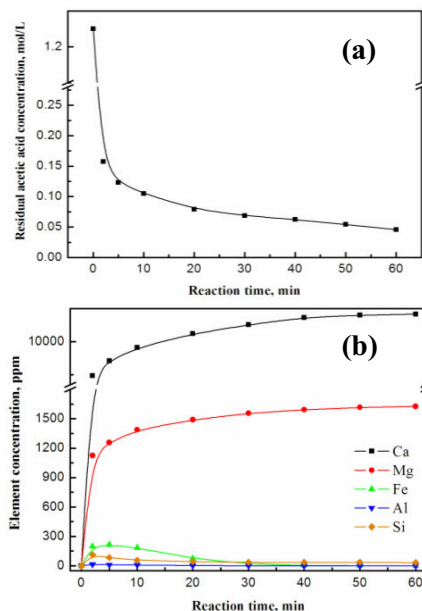 (a)
Residual acetic acid concentration, mol/L
1.2
0.25
0.20
0.15
0.10
0.05
0.00
0 10 20 30 40 50 60
Reaction time, min
(b)
Element concentration, ppm
10000
1500
1200
900
600
300
0
Ca
Mg
Fe
Al
Si
0 10 20 30 40 50 60
Reaction time, min